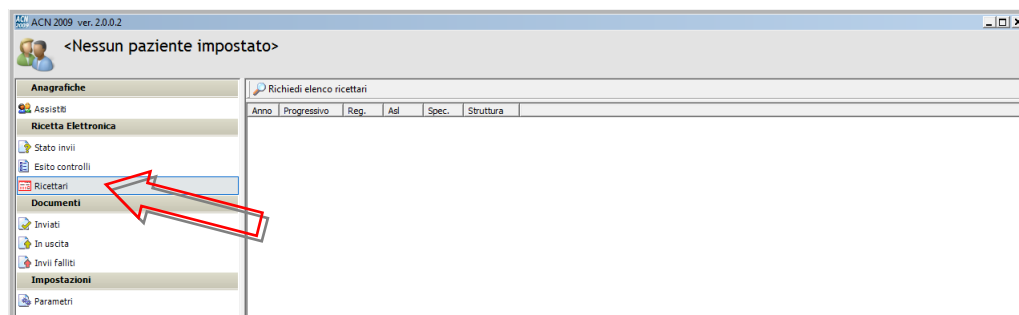 ACN 2009 ver. 2.0.0.2
<Nessun paziente impostato>
Anagrafiche
Assistiti
Ricetta Elettronica
Stato invii
Esito controlli
Ricettari
Documenti
Inviati
In uscita
Invii falliti
Impostazioni
Parametri
Richiedi elenco ricettari
Anno Progressivo Reg. Asl Spec. Struttura